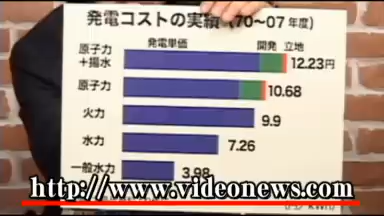 発電コストの実績(70〜07年度)
発電単価 開発 立地
原子力
+揚水 12.23円
原子力 10.68
火力 9.9
水力 7.26
一般水力 3.98
http://www.videonews.com